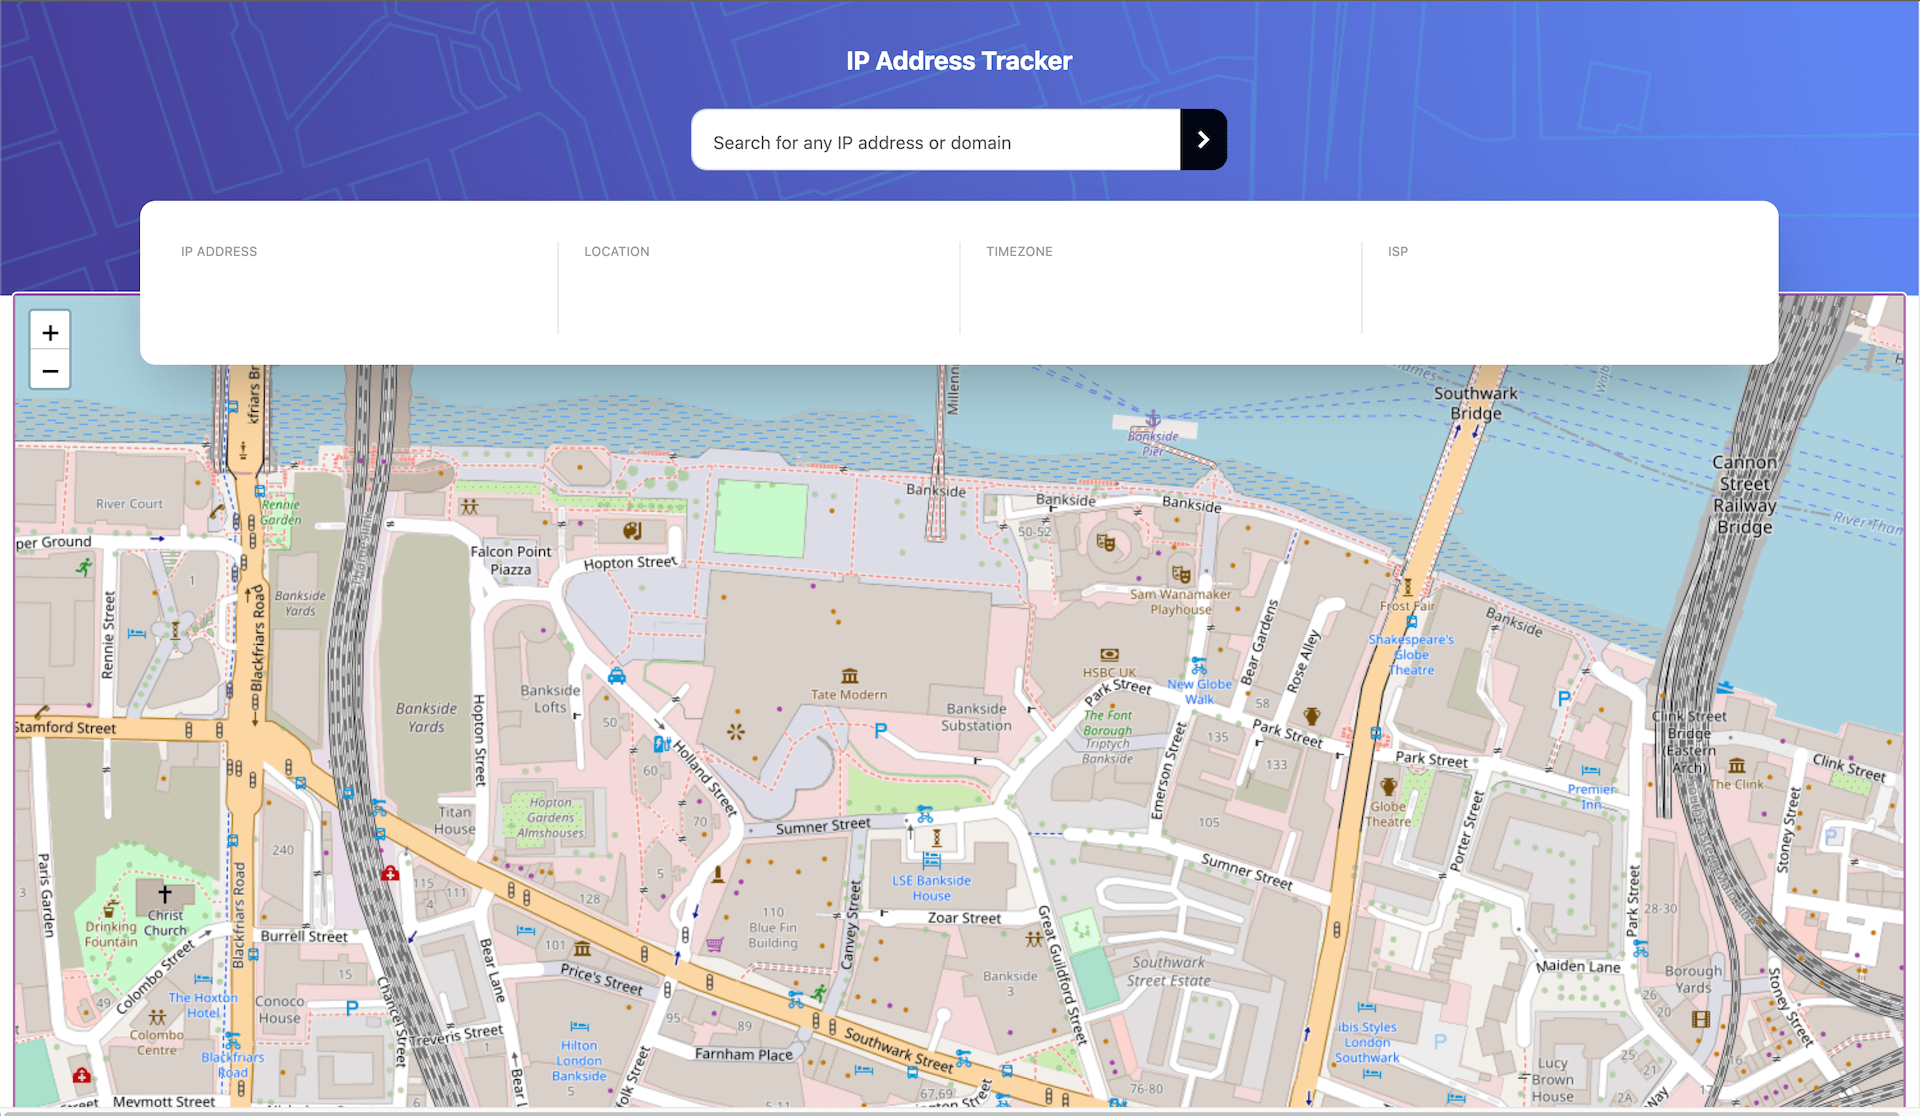 IP Address Tracker
Search for any IP address or domain
IP ADDRESS
LOCATION
TIMEZONE
ISP
+
−
Southwark
Bridge
Bankside
Pier
Cannon
Street
Railway
Bridge
Bankside
Bankside
Bankside
50-52
River Court
Rennie
Garden
per Ground
Falcon Point
Piazza
Hopton Street
Bankside
Yards
1
Rennie Street
Blackfriars Road
Sam Wanamaker
Playhouse
Frost Fair
Bankside
Shakespeare's
Globe
Theatre
Bear Gardens
Rose Alley
HSBC UK
New Globe
Walk
Park Street
Tate Modern
Bankside
Lofts
50
Bankside
Yards
Hopton Street
Bankside
Substation
The Font
Borough
Triptych
Bankside
Emerson Street
58
Park Street
135
133
Park Street
Stamford Street
P
P
Clink Street
Bridge
(Eastern
Arch)
Clink Street
The Clink
Premier
Inn
Globe
Theatre
Porter Street
Stoney Street
Holland Street
60
70
Hopton
Gardens
Almshouses
Titan
House
Sumner Street
105
Sumner Street
240
Paris Garden
3
Christ
Church
Drinking
Fountain
Blackfriars Road
115
4
111
128
5
110
Blue Fin
Building
Canvey Street
LSE Bankside
House
Zoar Street
Great Guildford Street
Park Street
28-30
Burrell Street
Colombo Street
15
49
P
The Hoxton
Hotel
Conoco
House
Colombo
Centre
Blackfriars
Road
Chancel Street
Bear Lane
101
Price's Street
95
89
Bankside
3
Southwark
Street Estate
Maiden Lane
Borough
Yards
26
20
Stoney Street
Treveris Street
1
Hilton
London
Bankside
5
Farnham Place
Southwark Street
ibis Styles
London
Southwark
P
Lucy
Brown
House
25
21
16
2A
17
Meymott Street
6
67,69
76-80